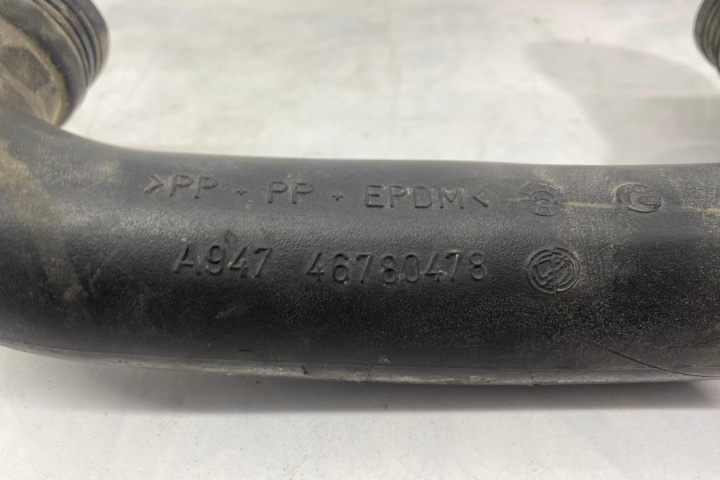 >PP + PP + EPDM<
A947 46780478